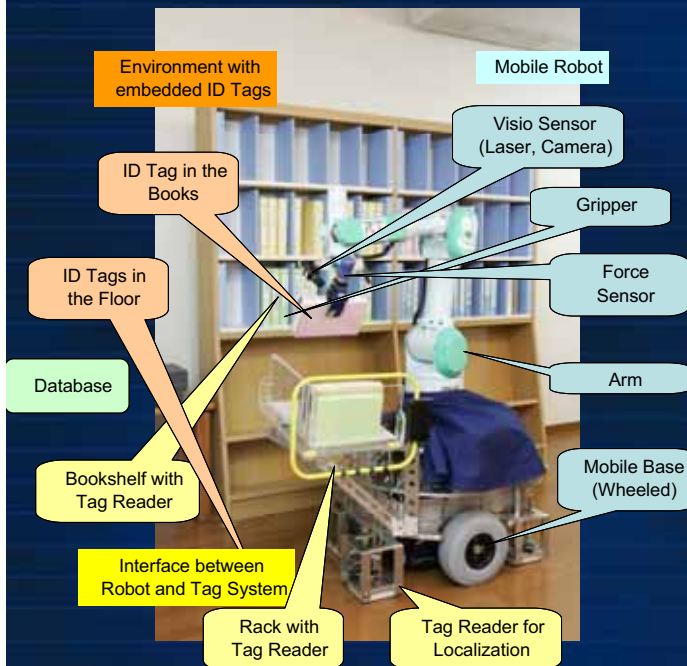 Environment with
embedded ID Tags
Mobile Robot
Visio Sensor
(Laser, Camera)
ID Tag in the
Books
Gripper
ID Tags in
the Floor
Force
Sensor
Database
Arm
Bookshelf with
Tag Reader
Mobile Base
(Wheeled)
Interface between
Robot and Tag System
Rack with
Tag Reader
Tag Reader for
Localization